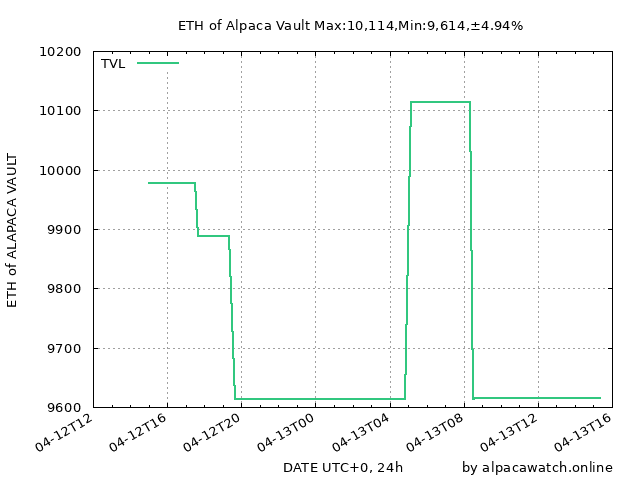 ETH of Alpaca Vault Max:10,114,Min:9,614,±4.94%
TVL
10200
10100
10000
9900
9800
9700
9600
ETH of ALAPACA VAULT
04-12T12
04-12T16
04-12T20
04-13T00
04-13T04
04-13T08
04-13T12
04-13T16
DATE UTC+0, 24h
by alpacawatch.online